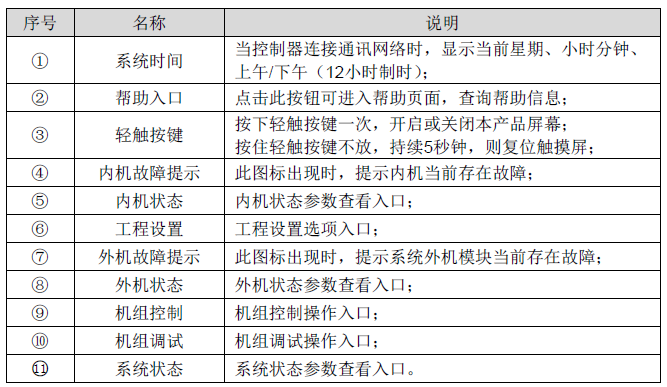 序号 名称 说明
① 系统时间 当控制器连接通讯网络时，显示当前星期、小时分钟、
上午/下午（12小时制时）；
② 帮助入口 点击此按钮可进入帮助页面，查询帮助信息；
③ 轻触按键 按下轻触按键一次，开启或关闭本产品屏幕；
按住轻触按键不放，持续5秒钟，则复位触摸屏；
④ 内机故障提示 此图标出现时，提示内机当前存在故障；
⑤ 内机状态 内机状态参数查看入口；
⑥ 工程设置 工程设置选项入口；
⑦ 外机故障提示 此图标出现时，提示系统外机模块当前存在故障；
⑧ 外机状态 外机状态参数查看入口；
⑨ 机组控制 机组控制操作入口；
⑩ 机组调试 机组调试操作入口；
⑪ 系统状态 系统状态参数查看入口。